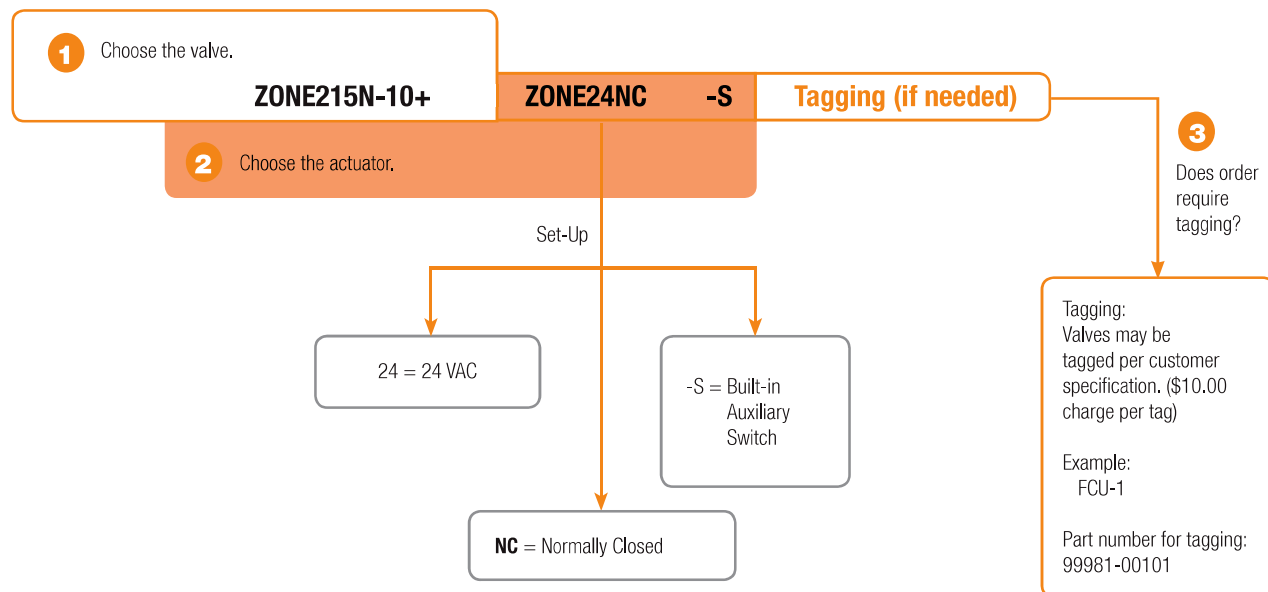 1 Choose the valve.
ZONE215N-10+ ZONE24NC -S Tagging (if needed)
2 Choose the actuator.
3
Does order
require
tagging?
Set-Up
24 = 24 VAC
-S = Built-in
Auxiliary
Switch
NC = Normally Closed
Tagging:
Valves may be
tagged per customer
specification. ($10.00
charge per tag)
Example:
FCU-1
Part number for tagging:
99981-00101